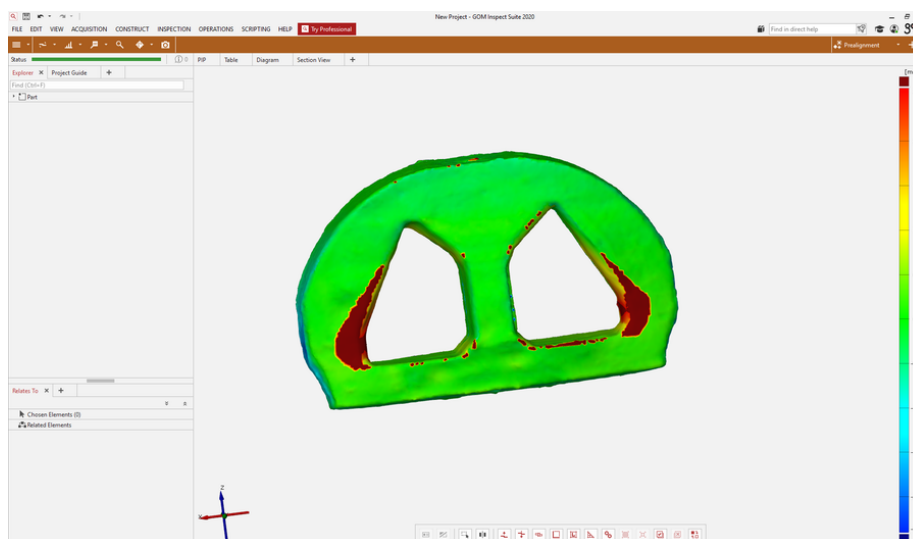 New Project - GOM Inspect Suite 2020
FILE EDIT VIEW ACQUISITION CONSTRUCT INSPECTION OPERATIONS SCRIPTING HELP Try Professional
Find in direct help
Prealignment
Status
P|P Table Diagram Section View +
Explorer × Project Guide +
Find (Ctrl+F)
Part
[m
Relates To × +
Chosen Elements (0)
Related Elements
Z
X